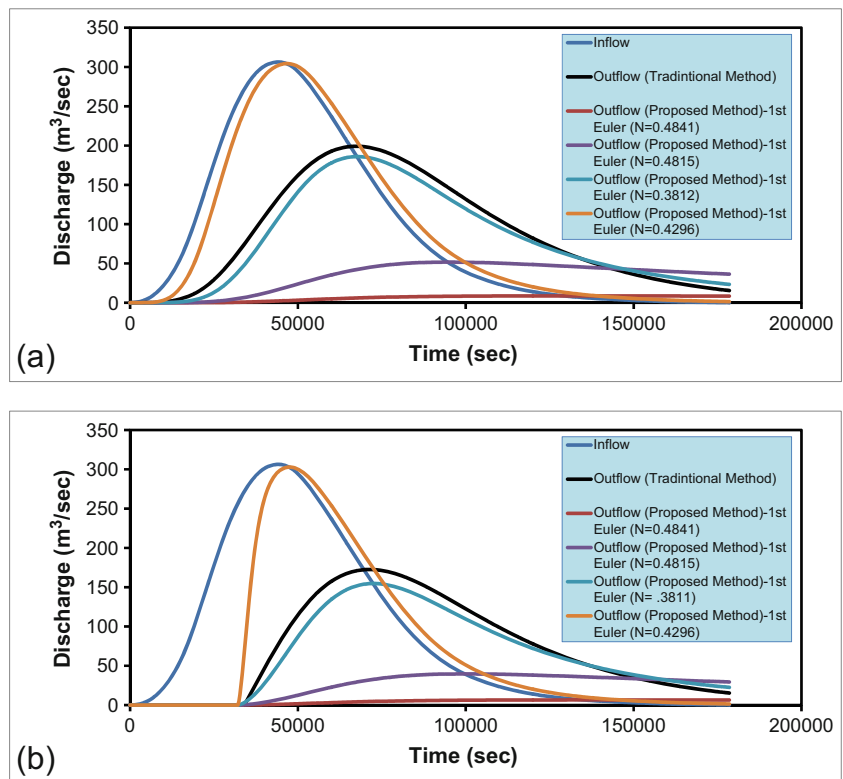 350
300
250
200
150
100
50
0
Discharge (m³/sec)
0
50000
100000
150000
200000
Time (sec)
(a)
Inflow
Outflow (Tradintional Method)
Outflow (Proposed Method)-1st
Euler (N=0.4841)
Outflow (Proposed Method)-1st
Euler (N=0.4815)
Outflow (Proposed Method)-1st
Euler (N=0.3812)
Outflow (Proposed Method)-1st
Euler (N=0.4296)
350
300
250
200
150
100
50
0
Discharge (m³/sec)
0
50000
100000
150000
200000
Time (sec)
(b)
Inflow
Outflow (Tradintional Method)
Outflow (Proposed Method)-1st
Euler (N=0.4841)
Outflow (Proposed Method)-1st
Euler (N=0.4815)
Outflow (Proposed Method)-1st
Euler (N= .3811)
Outflow (Proposed Method)-1st
Euler (N=0.4296)